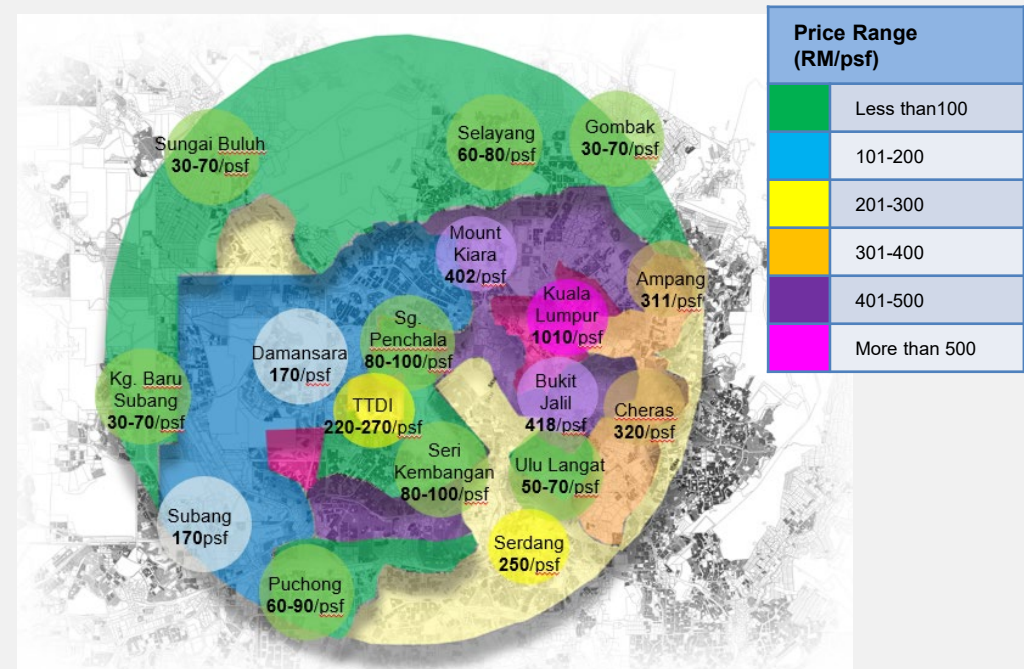 Price Range
(RM/psf)
Less than100
101-200
201-300
301-400
401-500
More than 500
Sungai Buluh
30-70/psf
Selayang
60-80/psf
Gombak
30-70/psf
Mount
Kiara
402/psf
Ampang
311/psf
Kuala
Lumpur
1010/psf
Sg.
Penchala
80-100/psf
Damansara
170/psf
Kg. Baru
Subang
30-70/psf
TTDI
220-270/psf
Bukit
Jalil
418/psf
Cheras
320/psf
Seri
Kembangan
80-100/psf
Ulu Langat
50-70/psf
Subang
170psf
Serdang
250/psf
Puchong
60-90/psf